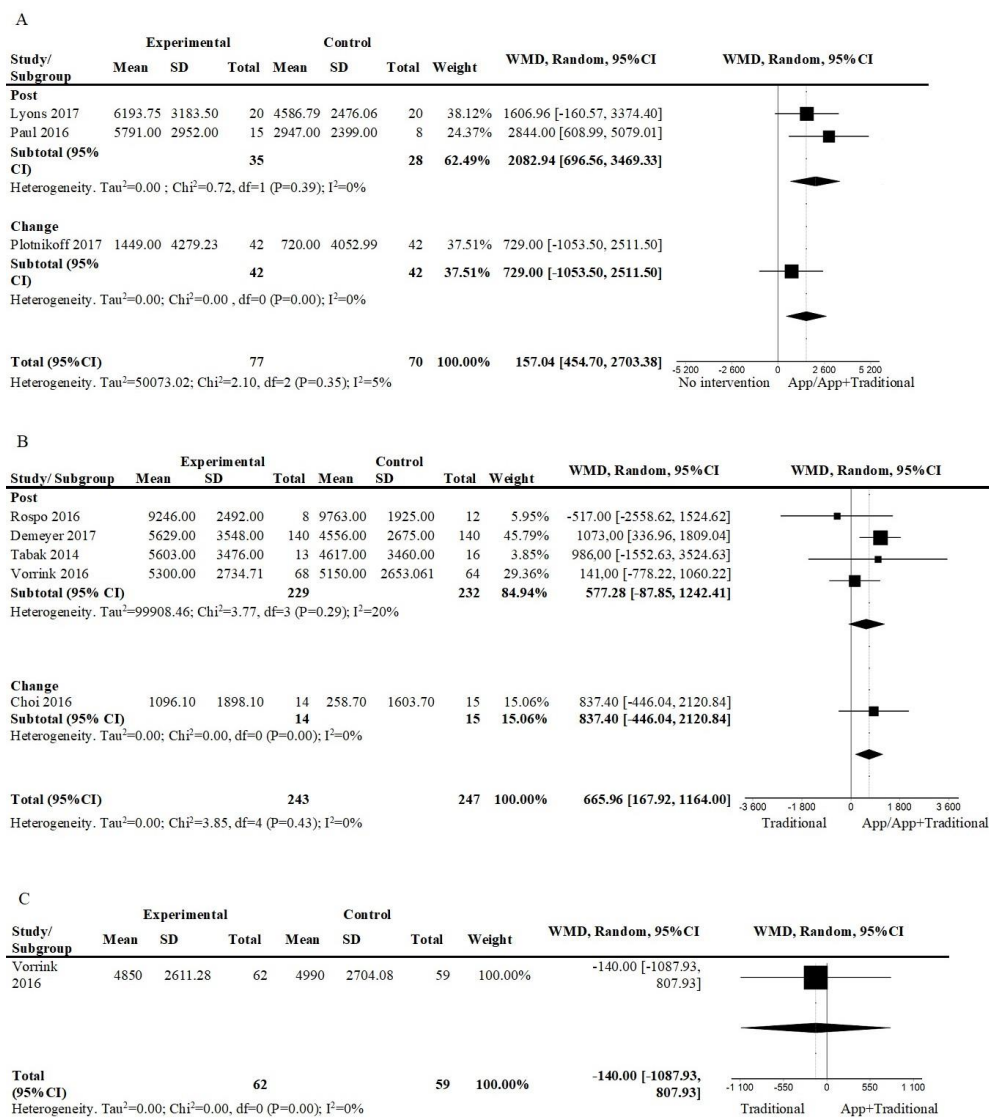 A
Experimental Control
Study/ Subgroup Mean SD Total Mean SD Total Weight WMD, Random, 95%CI WMD, Random, 95%CI
Post
Lyons 2017 6193.75 3183.50 20 4586.79 2476.06 20 38.12% 1606.96 [-160.57, 3374.40]
Paul 2016 5791.00 2952.00 15 2947.00 2399.00 8 24.37% 2844.00 [608.99, 5079.01]
Subtotal (95% CI) 35 28 62.49% 2082.94 [696.56, 3469.33]
Heterogeneity. Tau²=0.00 ; Chi²=0.72, df=1 (P=0.39); I²=0%
Change
Plotnikoff 2017 1449.00 4279.23 42 720.00 4052.99 42 37.51% 729.00 [-1053.50, 2511.50]
Subtotal (95% CI) 42 42 37.51% 729.00 [-1053.50, 2511.50]
Heterogeneity. Tau²=0.00; Chi²=0.00 , df=0 (P=0.00); I²=0%
Total (95%CI) 77 70 100.00% 157.04 [454.70, 2703.38]
-5 200 -2 600 0 2 600 5 200
Heterogeneity. Tau²=50073.02; Chi²=2.10, df=2 (P=0.35); I²=5%
No intervention App/App+Traditional
B
Experimental Control
Study/ Subgroup Mean SD Total Mean SD Total Weight WMD, Random, 95%CI WMD, Random, 95%CI
Post
Rospo 2016 9246.00 2492.00 8 9763.00 1925.00 12 5.95% -517.00 [-2558.62, 1524.62]
Demeyer 2017 5629.00 3548.00 140 4556.00 2675.00 140 45.79% 1073.00 [336.96, 1809.04]
Tabak 2014 5603.00 3476.00 13 4617.00 3460.00 16 3.85% 986.00 [-1552.63, 3524.63]
Vorrink 2016 5300.00 2734.71 68 5150.00 2653.061 64 29.36% 141,00 [-778.22, 1060.22]
Subtotal (95% CI) 229 232 84.94% 577.28 [-87.85, 1242.41]
Heterogeneity. Tau²=99908.46; Chi²=3.77, df=3 (P=0.29); I²=20%
Change
Choi 2016 1096.10 1898.10 14 258.70 1603.70 15 15.06% 837.40 [-446.04, 2120.84]
Subtotal (95% CI) 14 15 15.06% 837.40 [-446.04, 2120.84]
Heterogeneity. Tau²=0.00; Chi²=0.00, df=0 (P=0.00); I²=0%
Total (95%CI) 243 247 100.00% 665.96 [167.92, 1164.00]
-3 600 -1 800 0 1 800 3 600
Heterogeneity. Tau²=0.00; Chi²=3.85, df=4 (P=0.43); I²=0%
Traditional App/App+Traditional
C
Experimental Control
Study/ Subgroup Mean SD Total Mean SD Total Weight WMD, Random, 95%CI WMD, Random, 95%CI
Vorrink 2016 4850 2611.28 62 4990 2704.08 59 100.00% -140.00 [-1087.93, 807.93]
Total (95%CI) 62 59 100.00% -140.00 [-1087.93, 807.93]
-1 100 -550 0 550 1 100
Heterogeneity. Tau²=0.00; Chi²=0.00, df=0 (P=0.00); I²=0%
Traditional App+Traditional